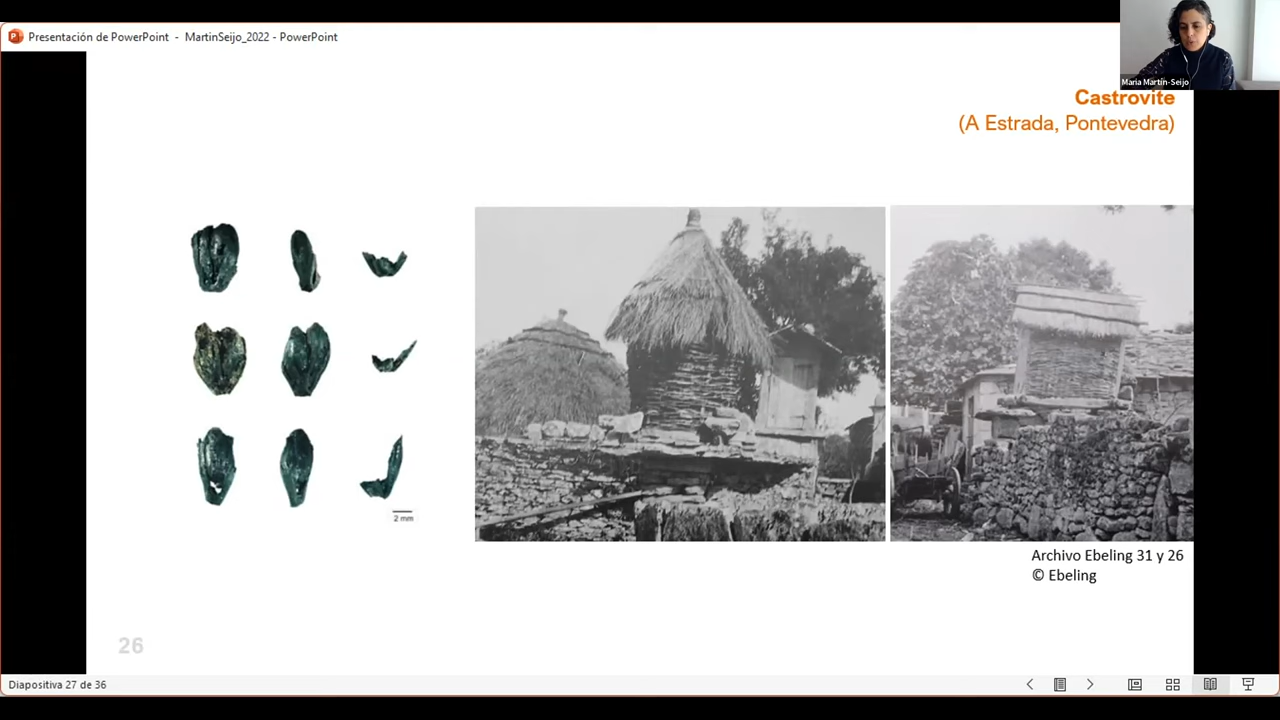 Presentación de PowerPoint - MartinSeijo_2022 - PowerPoint
Maria Martín-Seijo
Castrovite
(A Estrada, Pontevedra)
2 mm
Archivo Ebeling 31 y 26
© Ebeling
26
Diapositiva 27 de 36